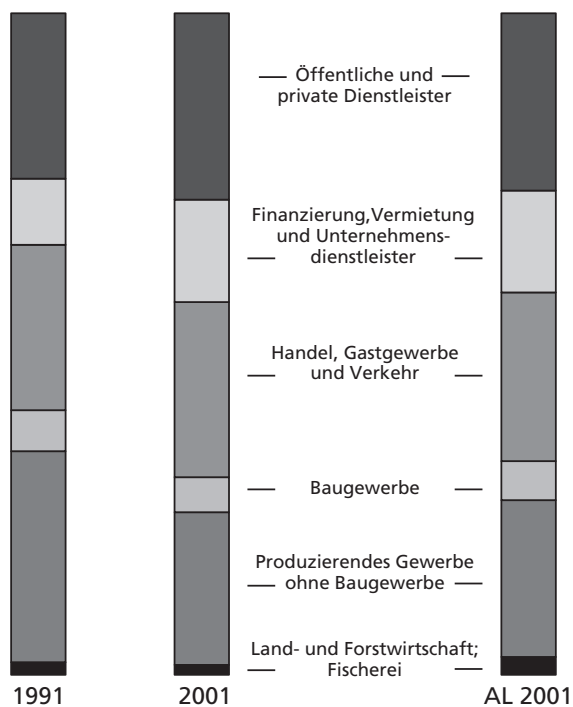 Öffentliche und
private Dienstleister
Finanzierung,Vermietung
und Unternehmens-
dienstleister
Handel, Gastgewerbe
und Verkehr
Baugewerbe
Produzierendes Gewerbe
ohne Baugewerbe
Land- und Forstwirtschaft;
Fischerei
1991
2001
AL 2001